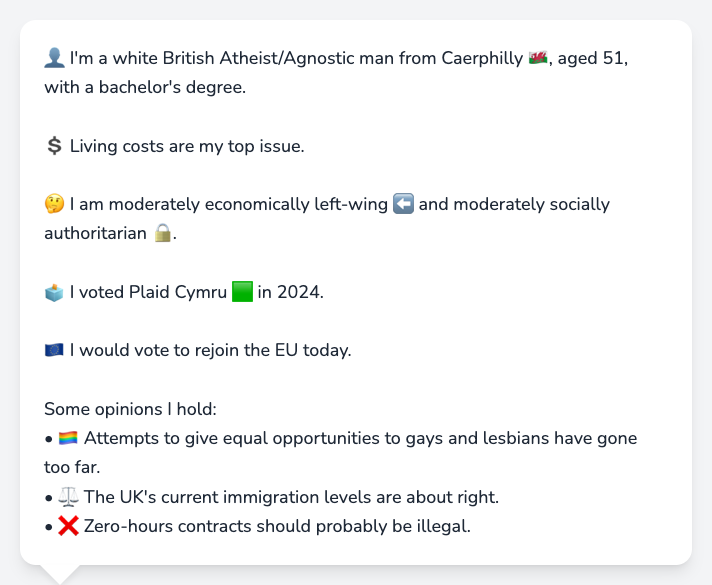 👤 I'm a white British Atheist/Agnostic man from Caerphilly 🏴󠁧󠁢󠁷󠁬󠁳󠁿, aged 51,
with a bachelor's degree.
💲 Living costs are my top issue.
🤔 I am moderately economically left-wing ⬅️ and moderately socially
authoritarian 🔒.
🗳️ I voted Plaid Cymru 🟩 in 2024.
🇪🇺 I would vote to rejoin the EU today.
Some opinions I hold:
• 🏳️‍🌈 Attempts to give equal opportunities to gays and lesbians have gone
too far.
• ⚖️ The UK's current immigration levels are about right.
• ❌ Zero-hours contracts should probably be illegal.